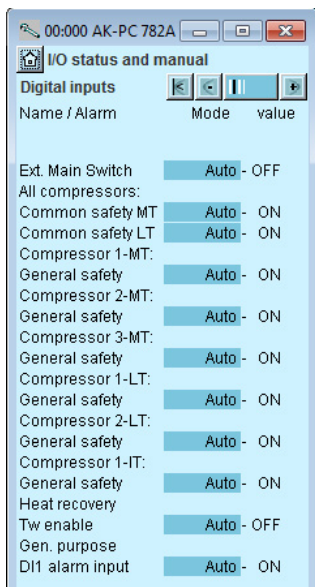 00:000 AK-PC 782A
I/O status and manual
Digital inputs
Name / Alarm Mode value
Ext. Main Switch Auto - OFF
All compressors:
Common safety MT Auto - ON
Common safety LT Auto - ON
Compressor 1-MT:
General safety Auto - ON
Compressor 2-MT:
General safety Auto - ON
Compressor 3-MT:
General safety Auto - ON
Compressor 1-LT:
General safety Auto - ON
Compressor 2-LT:
General safety Auto - ON
Compressor 1-IT:
General safety Auto - ON
Heat recovery
Tw enable Auto - OFF
Gen. purpose
DI1 alarm input Auto - ON